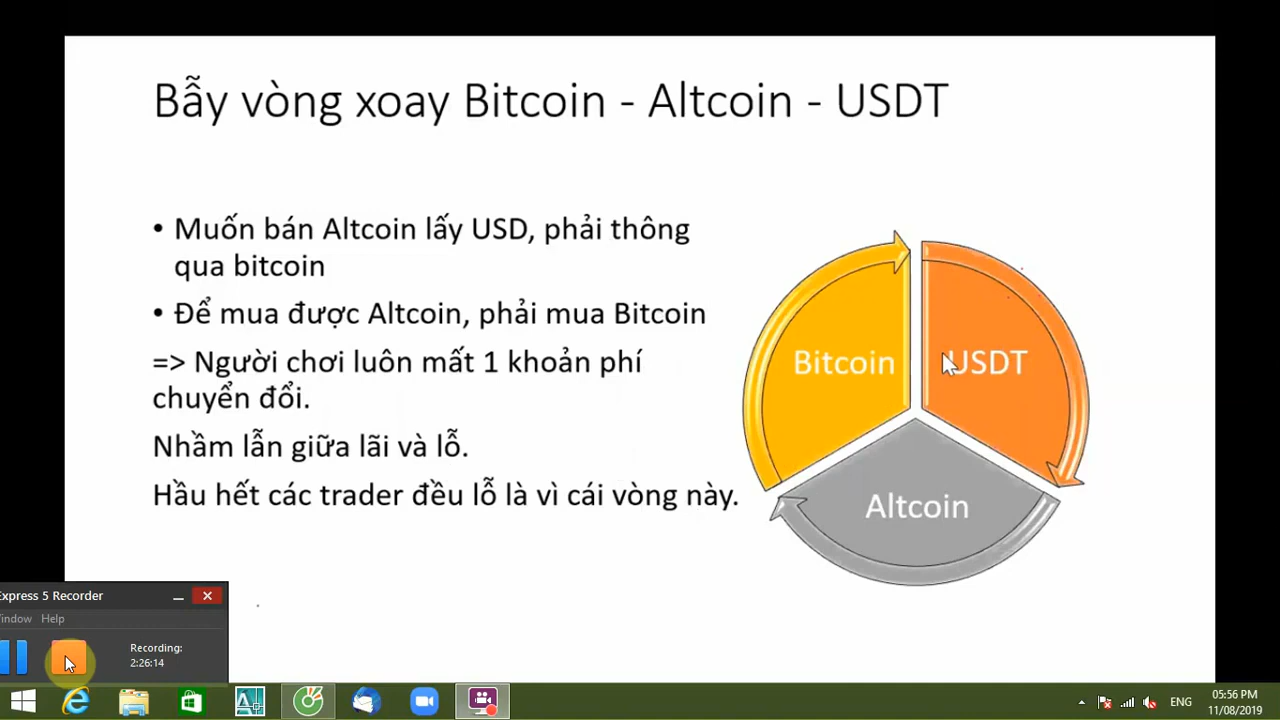 Bẫy vòng xoay Bitcoin - Altcoin - USDT
• Muốn bán Altcoin lấy USD, phải thông
qua bitcoin
• Để mua được Altcoin, phải mua Bitcoin
=> Người chơi luôn mất 1 khoản phí
chuyển đổi.
Nhầm lẫn giữa lãi và lỗ.
Hầu hết các trader đều lỗ là vì cái vòng này.
Bitcoin
USDT
Altcoin
Express 5 Recorder
Window Help
Recording:
2:26:14
ENG
05:56 PM
11/08/2019